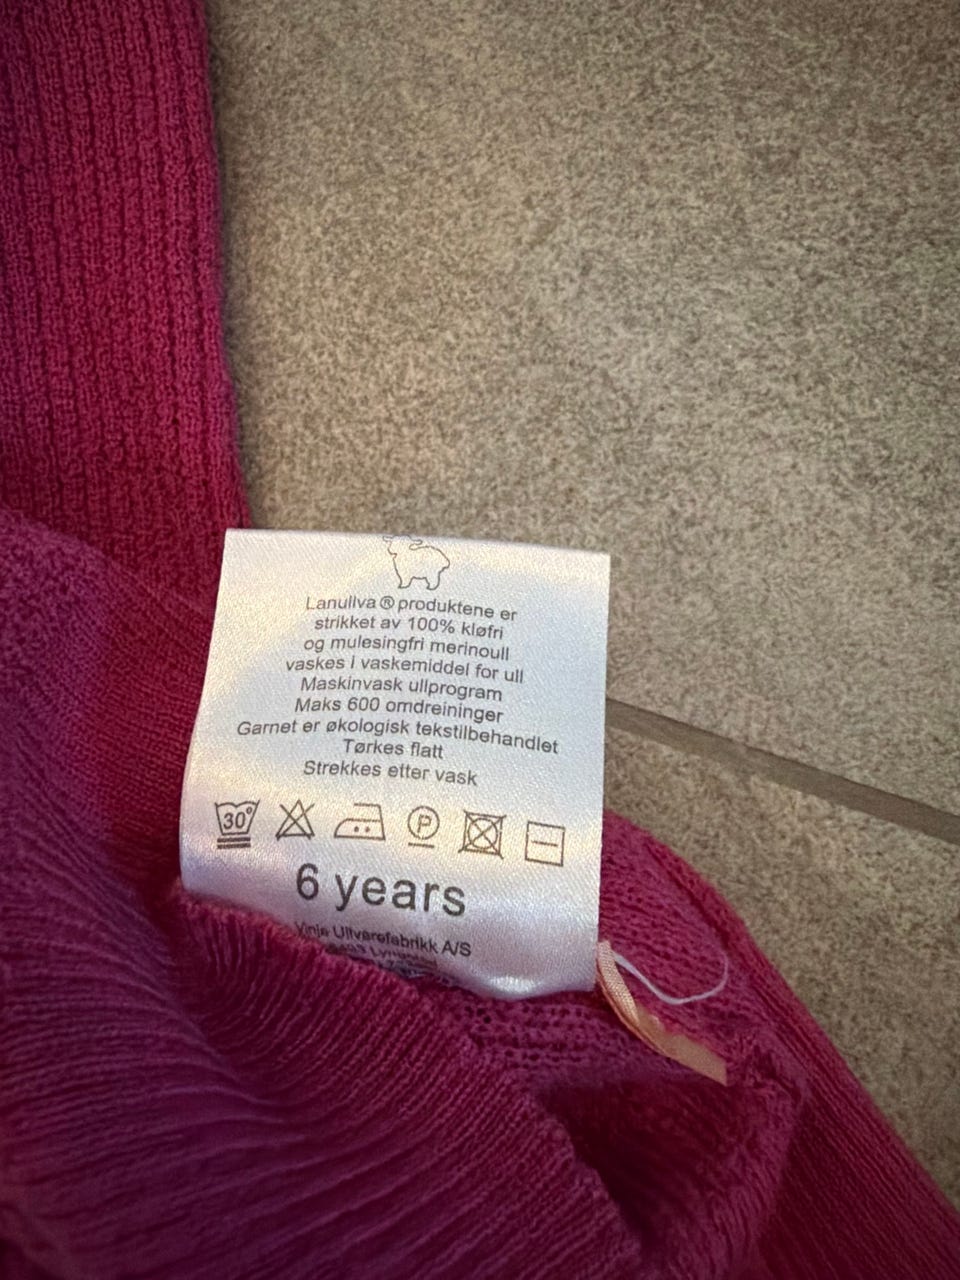 Lanullva ® produktene er
strikket av 100% kløfri
og mulesingfri merinoull
vaskes i vaskemiddel for ull
Maskinvask ullprogram
Maks 600 omdreininger
Garnet er økologisk tekstilbehandlet
Tørkes flatt
Strekkes etter vask
30°
P
6 years
Vinje Ullvarefabrikk A/S